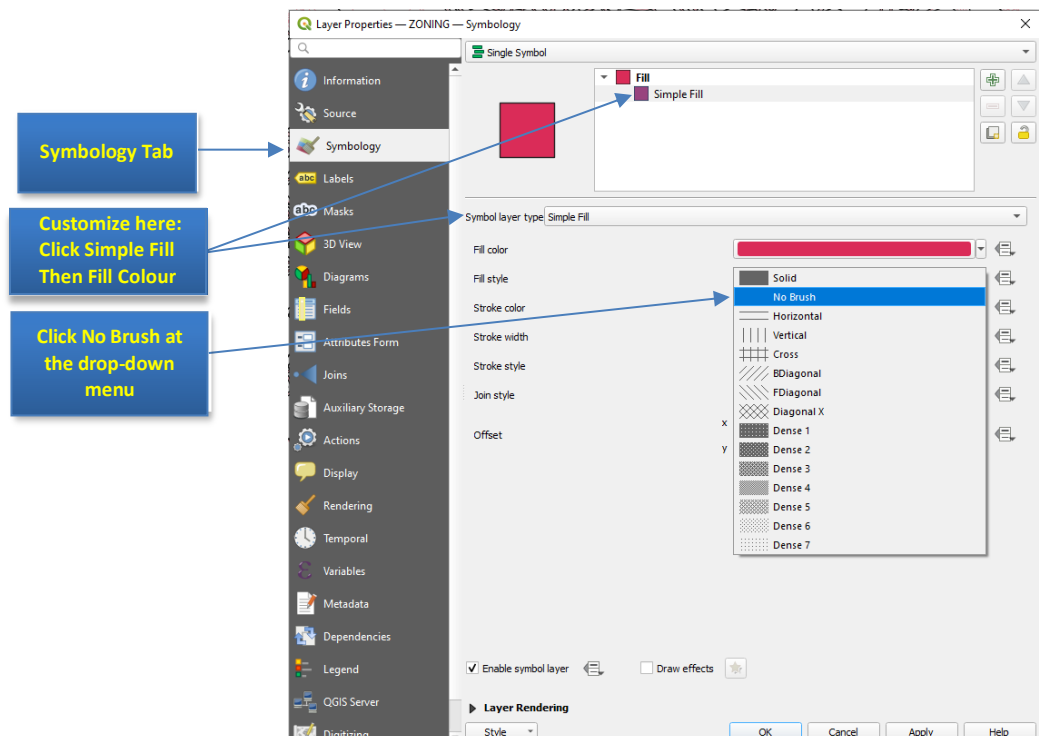 Layer Properties — ZONING — Symbology
Single Symbol
Information
Source
Symbology
Labels
Masks
3D View
Diagrams
Fields
Attributes Form
Joins
Auxiliary Storage
Actions
Display
Rendering
Temporal
Variables
Metadata
Dependencies
Legend
QGIS Server
Digitizing
Symbology Tab
Customize here:
Click Simple Fill
Then Fill Colour
Click No Brush at
the drop-down
menu
Fill
Simple Fill
Symbol layer type Simple Fill
Fill color
Fill style
Stroke color
Stroke width
Stroke style
Join style
Offset
x
y
Solid
No Brush
Horizontal
Vertical
Cross
BDiagonal
FDiagonal
Diagonal X
Dense 1
Dense 2
Dense 3
Dense 4
Dense 5
Dense 6
Dense 7
Enable symbol layer
Draw effects
Layer Rendering
Style
OK
Cancel
Apply
Help